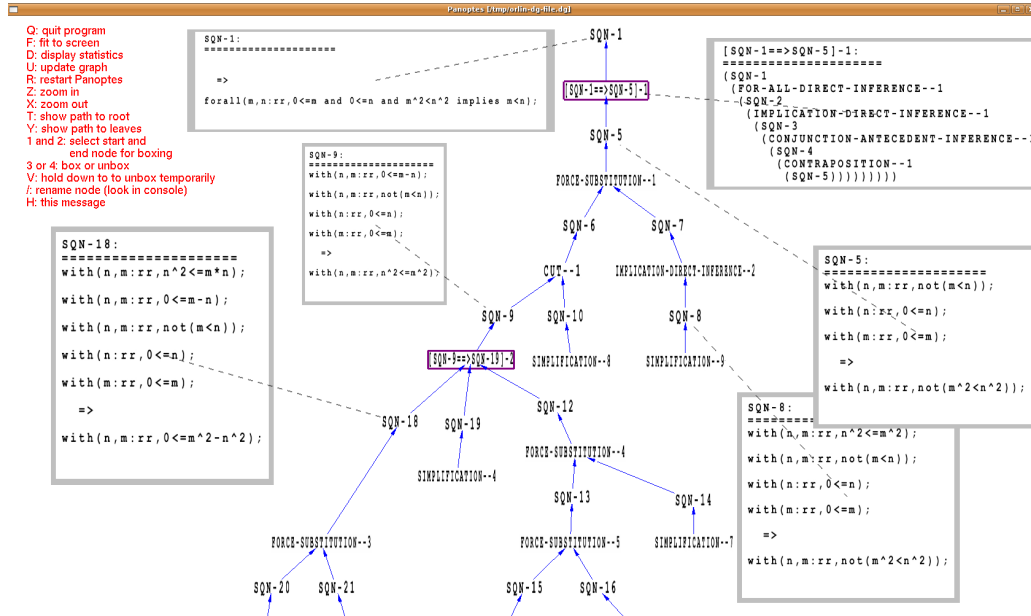 Panoptes [/tmp/orlin-dg-file.dg]
Q: quit program
F: fit to screen
D: display statistics
U: update graph
R: restart Panoptes
Z: zoom in
X: zoom out
T: show path to root
Y: show path to leaves
1 and 2: select start and
end node for boxing
3 or 4: box or unbox
V: hold down to to unbox temporarily
/: rename node (look in console)
H: this message
SQN-1:
=====================
=>
forall(m,n:rr,0<=m and 0<=n and m^2<n^2 implies m<n);
SQN-1
[SQN-1==>SQN-5]-1
[SQN-1==>SQN-5]-1:
======================
(SQN-1
(FOR-ALL-DIRECT-INFERENCE--1
(SQN-2
(IMPLICATION-DIRECT-INFERENCE--1
(SQN-3
(CONJUNCTION-ANTECEDENT-INFERENCE--1
(SQN-4
(CONTRAPOSITION--1
(SQN-5)))))))))
SQN-5
FORCE-SUBSTITUTION--1
SQN-9:
=====================
with(n,m:rr,0<=m-n);
with(n,m:rr,not(m<n));
with(n:rr,0<=n);
with(m:rr,0<=m);
=>
with(n,m:rr,n^2<=m^2);
SQN-6
SQN-7
CUT--1
IMPLICATION-DIRECT-INFERENCE--2
SQN-18:
======================
with(n,m:rr,n^2<=m*n);
with(n,m:rr,0<=m-n);
with(n,m:rr,not(m<n));
with(n:rr,0<=n);
with(m:rr,0<=m);
=>
with(n,m:rr,0<=m^2-n^2);
SQN-5:
=====================
with(n,m:rr,not(m<n));
with(n:rr,0<=n);
with(m:rr,0<=m);
=>
with(n,m:rr,not(m^2<n^2));
SQN-9
SQN-10
SQN-8
[SQN-9==>SQN-19]-2
SIMPLIFICATION--8
SIMPLIFICATION--9
SQN-18
SQN-19
SQN-12
SQN-8:
with(n,m:rr,n^2<=m^2);
with(n,m:rr,not(m<n));
with(n:rr,0<=n);
with(m:rr,0<=m);
=>
with(n,m:rr,not(m^2<n^2));
SIMPLIFICATION--4
FORCE-SUBSTITUTION--4
SQN-13
SQN-14
FORCE-SUBSTITUTION--3
FORCE-SUBSTITUTION--5
SIMPLIFICATION--7
SQN-20
SQN-21
SQN-15
SQN-16